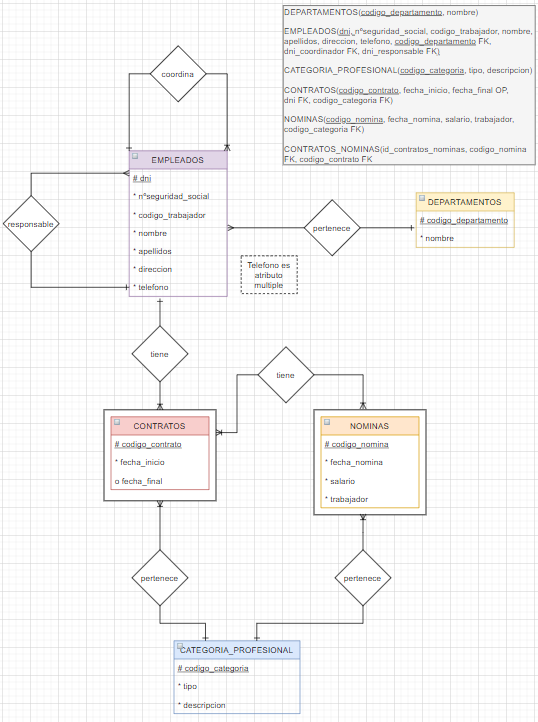 DEPARTAMENTOS(codigo_departamento, nombre)
EMPLEADOS(dni, nºseguridad_social, codigo_trabajador, nombre,
apellidos, direccion, telefono, codigo_departamento FK,
dni_coordinador FK, dni_responsable FK)
CATEGORIA_PROFESIONAL(codigo_categoria, tipo, descripcion)
CONTRATOS(codigo_contrato, fecha_inicio, fecha_final OP,
dni FK, codigo_categoria FK)
NOMINAS(codigo_nomina, fecha_nomina, salario, trabajador,
codigo_categoria FK)
CONTRATOS_NOMINAS(id_contratos_nominas, codigo_nomina
FK, codigo_contrato FK
coordina
EMPLEADOS
# dni
* nºseguridad_social
* codigo_trabajador
* nombre
* apellidos
* direccion
* telefono
responsable
pertenece
DEPARTAMENTOS
# codigo_departamento
* nombre
Telefono es
atributo
multiple
tiene
tiene
CONTRATOS
# codigo_contrato
* fecha_inicio
o fecha_final
NOMINAS
# codigo_nomina
* fecha_nomina
* salario
* trabajador
pertenece
pertenece
CATEGORIA_PROFESIONAL
# codigo_categoria
* tipo
* descripcion